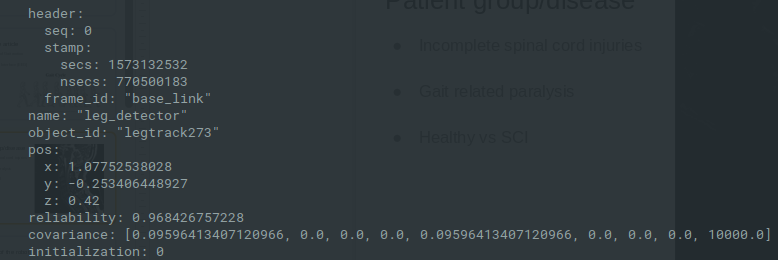 header:
seq: 0
stamp:
secs: 1573132532
nsecs: 770500183
frame_id: "base_link"
name: "leg_detector"
object_id: "legtrack273"
pos:
x: 1.07752538028
y: -0.253406448927
z: 0.42
reliability: 0.968426757228
covariance: [0.09596413407120966, 0.0, 0.0, 0.0, 0.09596413407120966, 0.0, 0.0, 0.0, 10000.0]
initialization: 0
Patient group/disease
● Incomplete spinal cord injuries
● Gait related paralysis
● Healthy vs SCI